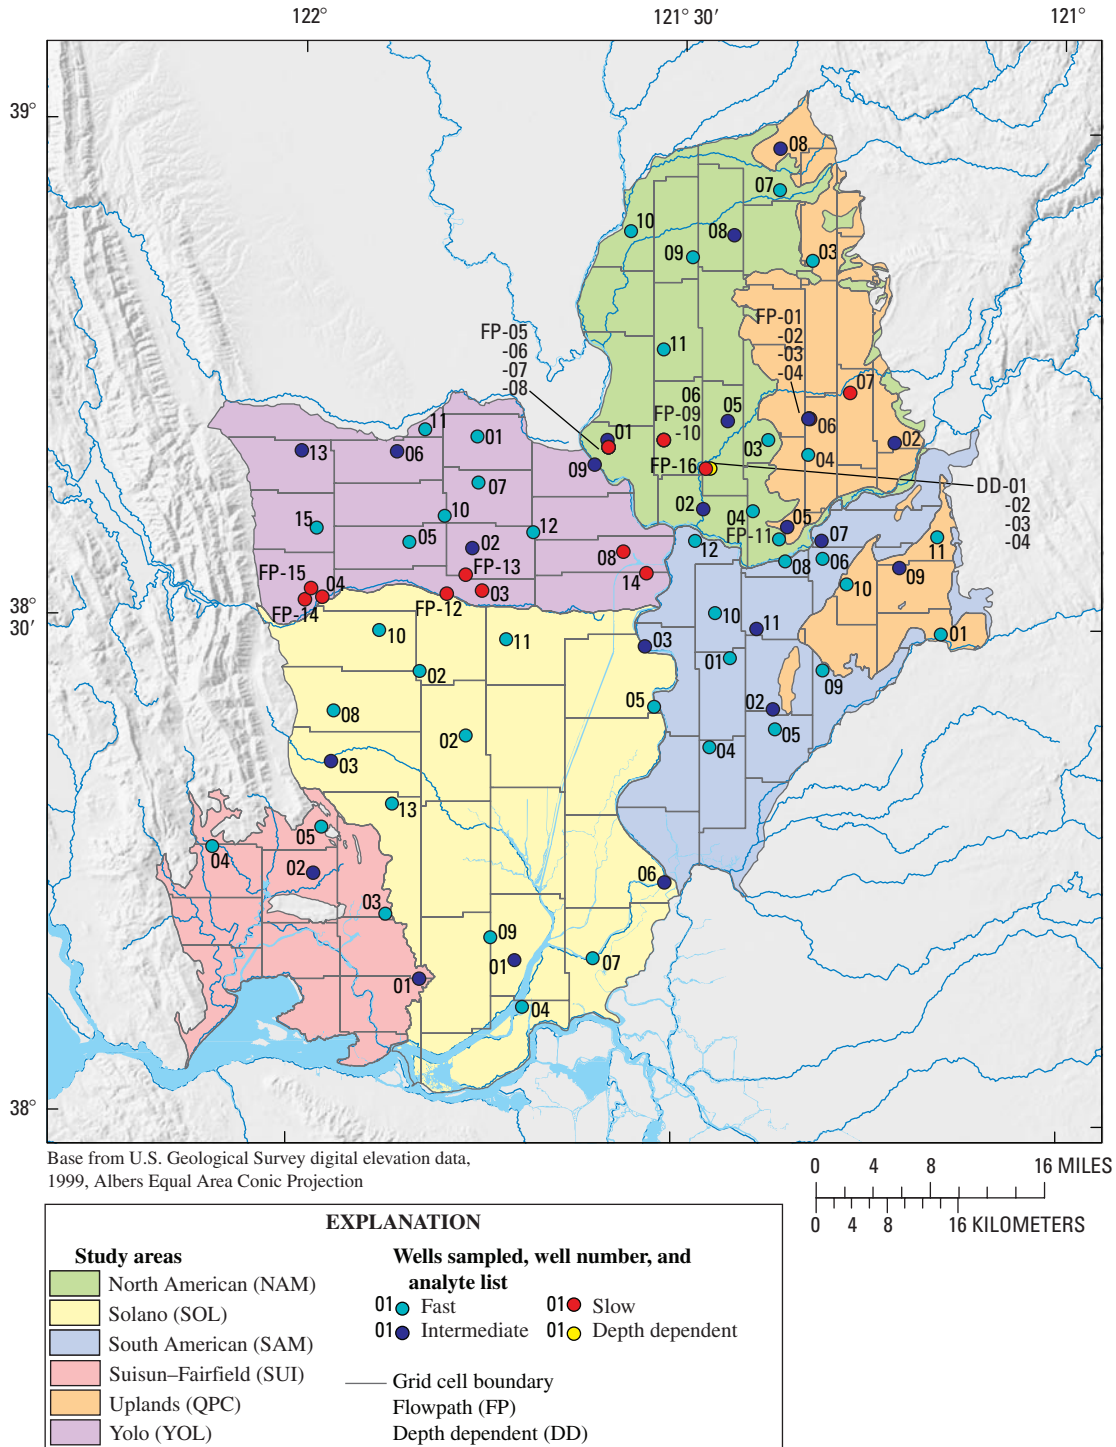 122°
121° 30′
121°
39°
08
07
10
08
09
03
FP-01
-02
-03
-04
FP-05
-06
-07
-08
11
07
06
FP-09
-10
05
11
01
01
06
02
13
06
03
04
09
FP-16
07
DD-01
-02
-03
-04
10
02
04
05
15
12
FP-11
07
05
02
12
11
08
08
06
09
FP-15
FP-13
14
10
04
03
FP-14
FP-12
38°
30′
10
11
10
11
01
03
01
02
09
08
05
02
02
05
03
04
13
05
04
02
06
03
09
01
07
01
04
38°
Base from U.S. Geological Survey digital elevation data,
1999, Albers Equal Area Conic Projection
0 4 8 16 MILES
0 4 8 16 KILOMETERS
EXPLANATION
Study areas
North American (NAM)
Solano (SOL)
South American (SAM)
Suisun–Fairfield (SUI)
Uplands (QPC)
Yolo (YOL)
Wells sampled, well number, and
analyte list
01 Fast
01 Slow
01 Intermediate
01 Depth dependent
Grid cell boundary
Flowpath (FP)
Depth dependent (DD)